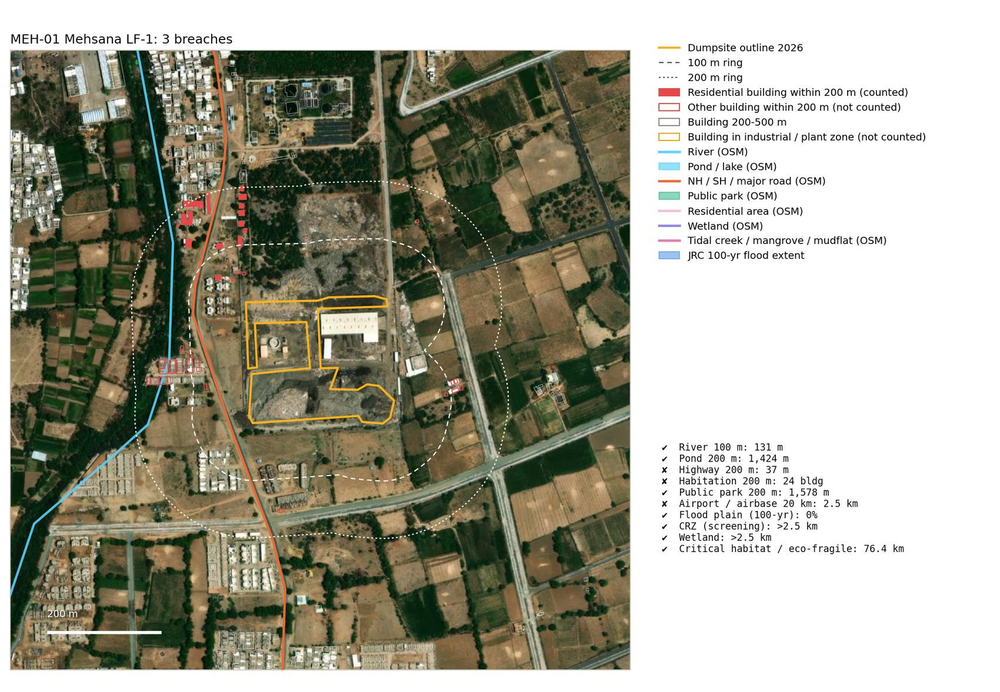 MEH-01 Mehsana LF-1: 3 breaches
Dumpsite outline 2026
100 m ring
200 m ring
Residential building within 200 m (counted)
Other building within 200 m (not counted)
Building 200-500 m
Building in industrial / plant zone (not counted)
River (OSM)
Pond / lake (OSM)
NH / SH / major road (OSM)
Public park (OSM)
Residential area (OSM)
Wetland (OSM)
Tidal creek / mangrove / mudflat (OSM)
JRC 100-yr flood extent
✔ River 100 m: 131 m
✔ Pond 200 m: 1,424 m
✘ Highway 200 m: 37 m
✘ Habitation 200 m: 24 bldg
✔ Public park 200 m: 1,578 m
✘ Airport / airbase 20 km: 2.5 km
✔ Flood plain (100-yr): 0%
✔ CRZ (screening): >2.5 km
✔ Wetland: >2.5 km
✔ Critical habitat / eco-fragile: 76.4 km
200 m